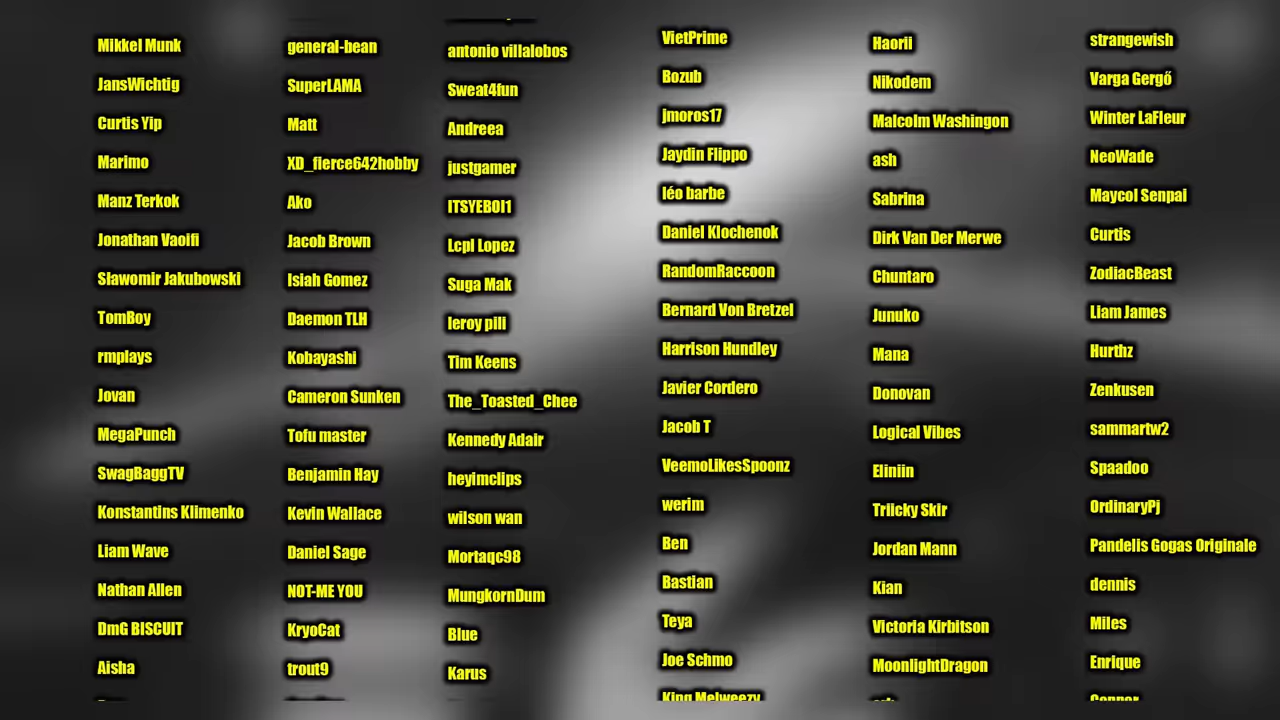 Mikkel Munk
JansWichtig
Curtis Yip
Marimo
Manz Terkok
Jonathan Vaoifi
Sławomir Jakubowski
TomBoy
rmplays
Jovan
MegaPunch
SwagBaggTV
Konstantins Klimenko
Liam Wave
Nathan Allen
DmG BISCUIT
Aisha
general-bean
SuperLAMA
Matt
XD_fierce642hobby
Ako
Jacob Brown
Isiah Gomez
Daemon TLH
Kobayashi
Cameron Sunken
Tofu master
Benjamin Hay
Kevin Wallace
Daniel Sage
NOT-ME YOU
KryoCat
trout9
antonio villalobos
Sweat4fun
Andreea
justgamer
ITSYEBOI1
Lcpl Lopez
Suga Mak
leroy pili
Tim Keens
The_Toasted_Chee
Kennedy Adair
heyimclips
wilson wan
Mortaqc98
MungkornDum
Blue
Karus
VietPrime
Bozub
jmoros17
Jaydin Flippo
léo barbe
Daniel Klochenok
RandomRaccoon
Bernard Von Bretzel
Harrison Hundley
Javier Cordero
Jacob T
VeemoLikesSpoonz
werim
Ben
Bastian
Teya
Joe Schmo
King Melweezy
Haorii
Nikodem
Malcolm Washingon
ash
Sabrina
Dirk Van Der Merwe
Chuntaro
Junuko
Mana
Donovan
Logical Vibes
Eliniin
Triicky Skir
Jordan Mann
Kian
Victoria Kirbitson
MoonlightDragon
strangewish
Varga Gergő
Winter LaFleur
NeoWade
Maycol Senpai
Curtis
ZodiacBeast
Liam James
Hurthz
Zenkusen
sammartw2
Spaadoo
OrdinaryPj
Pandelis Gogas Originale
dennis
Miles
Enrique